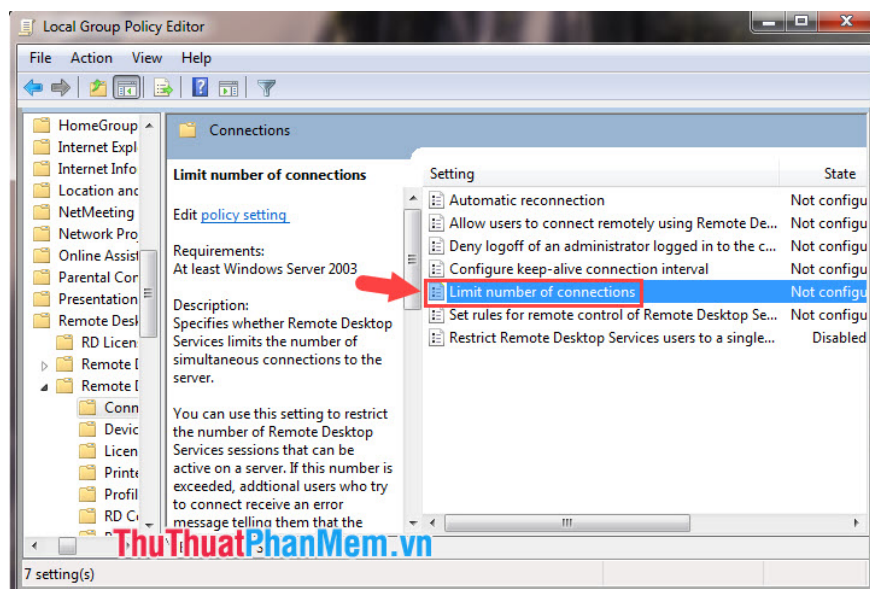 Local Group Policy Editor
File Action View Help
Connections
HomeGroup
Internet Expl
Internet Info
Location and
NetMeeting
Network Pro
Online Assist
Parental Cor
Presentation
Remote Desk
RD Licen
Remote D
Remote D
Conn
Devic
Licen
Printe
Profil
RD C
Limit number of connections
Edit policy setting
Requirements:
At least Windows Server 2003
Description:
Specifies whether Remote Desktop
Services limits the number of
simultaneous connections to the
server.
You can use this setting to restrict
the number of Remote Desktop
Services sessions that can be
active on a server. If this number is
exceeded, addtional users who try
to connect receive an error
message telling them that the
Setting State
Automatic reconnection Not configu
Allow users to connect remotely using Remote De... Not configu
Deny logoff of an administrator logged in to the c... Not configu
Configure keep-alive connection interval Not configu
Limit number of connections Not configu
Set rules for remote control of Remote Desktop Se... Not configu
Restrict Remote Desktop Services users to a single... Disabled
ThuThuatPhanMem.vn
7 setting(s)